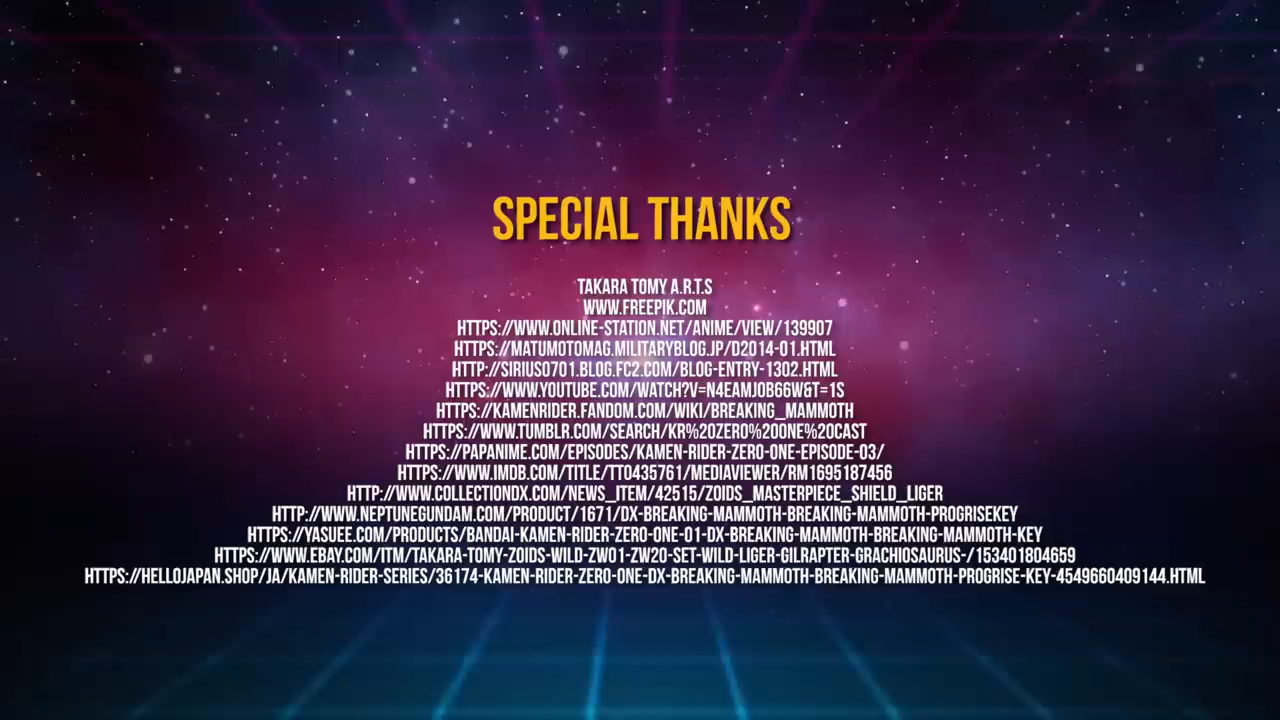 SPECIAL THANKS
TAKARA TOMY A.R.T.S
WWW.FREEPIK.COM
HTTPS://WWW.ONLINE-STATION.NET/ANIME/VIEW/139907
HTTPS://MATUMOTOMAG.MILITARYBLOG.JP/D2014-01.HTML
HTTP://SIRIUS0701.BLOG.FC2.COM/BLOG-ENTRY-1302.HTML
HTTPS://WWW.YOUTUBE.COM/WATCH?V=N4EAMJ0B66W&T=1S
HTTPS://KAMENRIDER.FANDOM.COM/WIKI/BREAKING_MAMMOTH
HTTPS://WWW.TUMBLR.COM/SEARCH/KR%20ZERO%20ONE%20CAST
HTTPS://PAPANIME.COM/EPISODES/KAMEN-RIDER-ZERO-ONE-EPISODE-03/
HTTPS://WWW.IMDB.COM/TITLE/TT0435761/MEDIAVIEWER/RM1695187456
HTTP://WWW.COLLECTIONDX.COM/NEWS_ITEM/42515/ZOIDS_MASTERPIECE_SHIELD_LIGER
HTTP://WWW.NEPTUNEGUNDAM.COM/PRODUCT/1671/DX-BREAKING-MAMMOTH-BREAKING-MAMMOTH-PROGRISEKEY
HTTPS://YASUEE.COM/PRODUCTS/BANDAI-KAMEN-RIDER-ZERO-ONE-01-DX-BREAKING-MAMMOTH-BREAKING-MAMMOTH-KEY
HTTPS://WWW.EBAY.COM/ITM/TAKARA-TOMY-ZOIDS-WILD-ZW01-ZW20-SET-WILD-LIGER-GILRAPTER-GRACHIOSAURUS-/153401804659
HTTPS://HELLOJAPAN.SHOP/JA/KAMEN-RIDER-SERIES/36174-KAMEN-RIDER-ZERO-ONE-DX-BREAKING-MAMMOTH-BREAKING-MAMMOTH-PROGRISE-KEY-4549660409144.HTML